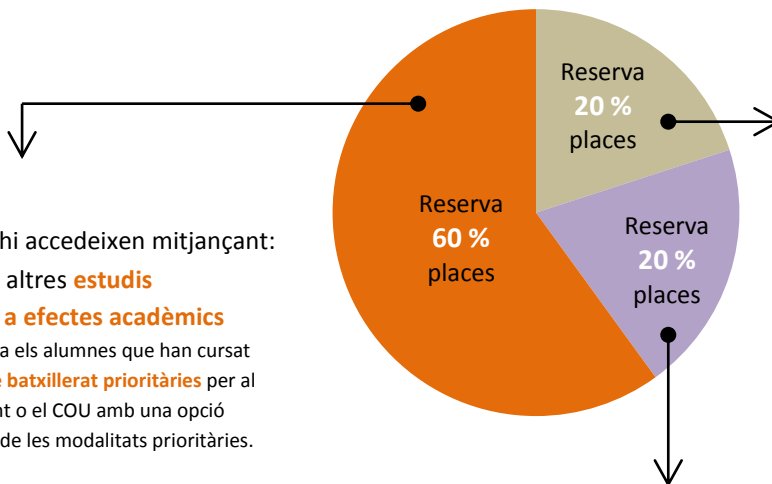 Reserva
20 %
places
Reserva
60 %
places
Reserva
20 %
places
hi accedeixen mitjançant:
altres estudis
a efectes acadèmics
a els alumnes que han cursat
batxillerat prioritàries per al
o el COU amb una opció
de les modalitats prioritàries.